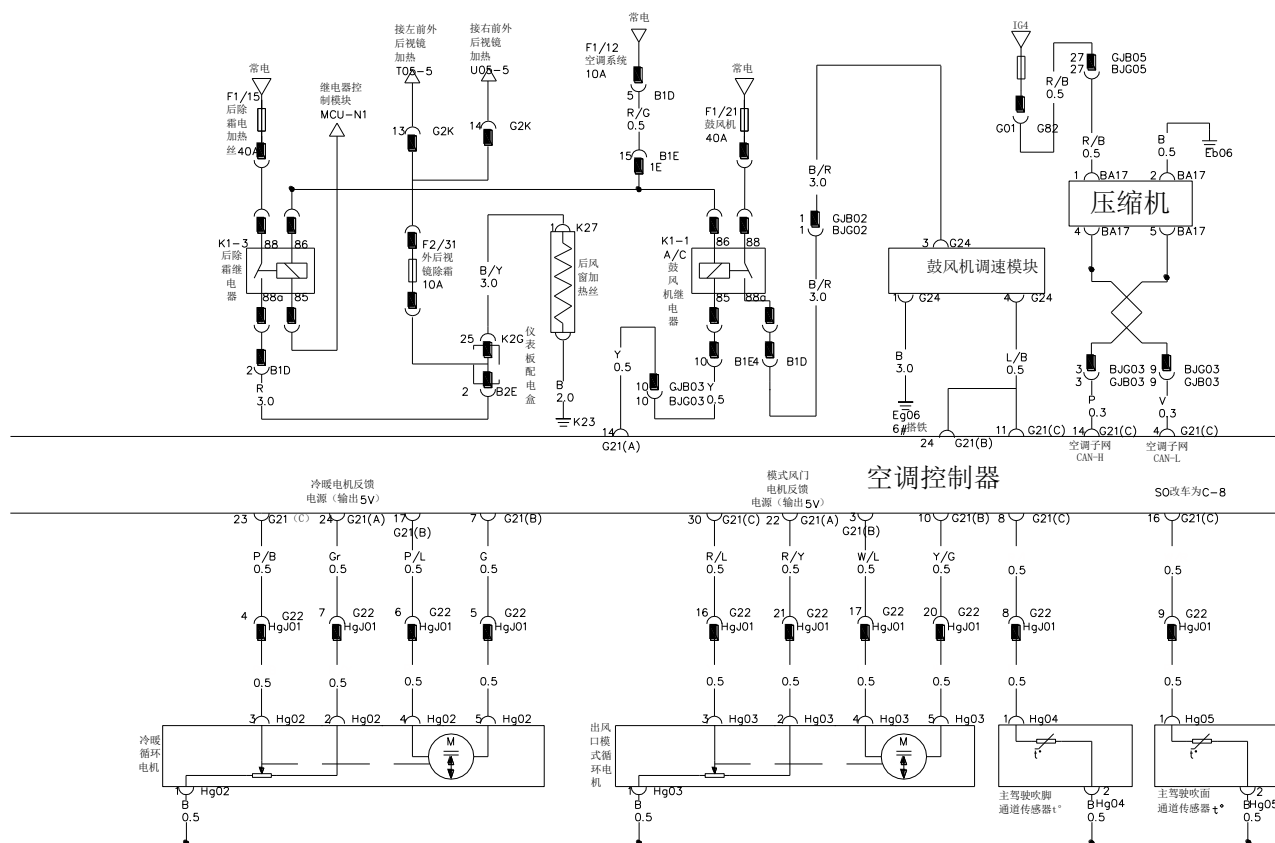 常电
接左前外
后视镜
加热
T05-5
接右前外
后视镜
加热
U05-5
F1/12
空调系统
10A
常电
常电
IG4
F1/15
后除
霜电
加热
丝40A
继电器控
制模块
MCU-N1
13 G2K
14 G2K
5 B1D
R/G
0.5
15 B1E
1E
F1/21
鼓风机
40A
B/R
3.0
1 GJB02
1 BJG02
B/R
3.0
G01 G82
R/B
0.5
27 GJB05
27 BJG05
R/B
0.5
B
0.5
Eb06
1 BA17
2 BA17
压缩机
4 BA17
5 BA17
K1-3
后除
霜继
电
器
88 86
88a 85
F2/31
外后视
镜除霜
10A
B/Y
3.0
1 K27
后风
窗加
热丝
K1-1
A/C
鼓
风
机继
电
器
86 88
85 88a
3 G24
鼓风机调速模块
1 G24
4 G24
2 B1D
R
3.0
25 K2G
2 B2E
仪
表
板
配
电
盒
B
2.0
K23
Y
0.5
10 GJB03
10 BJG03
10 B1E
Y
0.5
4 B1D
B
3.0
Eg06
6#搭铁
L/B
0.5
3 BJG03
3 GJB03
9 BJG03
9 GJB03
P
0.3
V
0.3
14
G21(A)
24 G21(B)
11 G21(C)
14 G21(C)
4 G21(C)
空调子网
CAN-H
空调子网
CAN-L
空调控制器
冷暖电机反馈
电源(输出5V)
模式风门
电机反馈
电源(输出5V)
SO改车为C-8
23 G21(C)
24 G21(A)
17
G21(B)
7 G21(B)
30 G21(C)
22 G21(A)
3
G21(B)
10 G21(B)
8 G21(C)
16 G21(C)
P/B
0.5
Gr
0.5
P/L
0.5
G
0.5
R/L
0.5
R/Y
0.5
W/L
0.5
Y/G
0.5
0.5
0.5
4 G22
HgJ01
7 G22
HgJ01
6 G22
HgJ01
5 G22
HgJ01
16 G22
HgJ01
21 G22
HgJ01
17 G22
HgJ01
20 G22
HgJ01
8 G22
HgJ01
9 G22
HgJ01
0.5 0.5 0.5 0.5 0.5 0.5 0.5 0.5 0.5 0.5
3 Hg02
2 Hg02
4 Hg02
5 Hg02
3 Hg03
2 Hg03
4 Hg03
5 Hg03
1 Hg04
1 Hg05
冷暖
循环
电机
M
出风
口模
式循
环电
机
M
t°
t°
1 Hg02
B
0.5
1 Hg03
B
0.5
主驾驶吹脚
通道传感器t°
2
Hg04
B
0.5
主驾驶吹面
通道传感器t°
2
Hg05
B
0.5